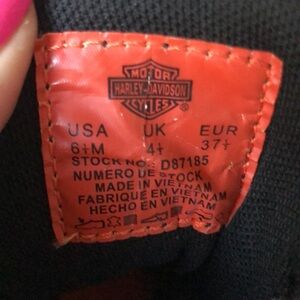 MOTOR
HARLEY-DAVIDSON
CYCLES
®
USA UK EUR
6½M 4½ 37½
STOCK NO: D87185
NUMERO DE STOCK
MADE IN VIETNAM
FABRIQUE EN VIETNAM
HECHO EN VIETNAM